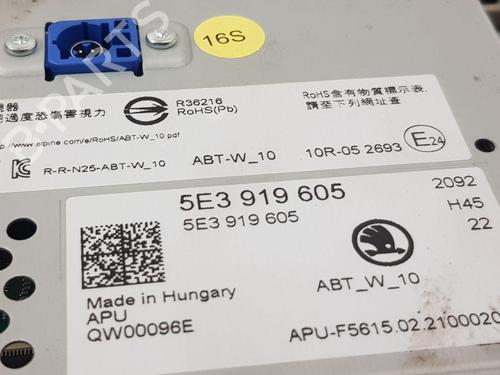 16S
視器
用過度恐傷害視力
R36216
RoHS(Pb)
RoHS含有物質標示表.
請至下列網址查
www.alpine.com/e/RoHS/ABT-W_10.pdf
R-R-N25-ABT-W_10
ABT-W_10
10R-05 2693
E24
5E3 919 605
5E3 919 605
2092
H45
22
Made in Hungary
APU
QW00096E
ABT_W_10
APU-F5615.02.2100020